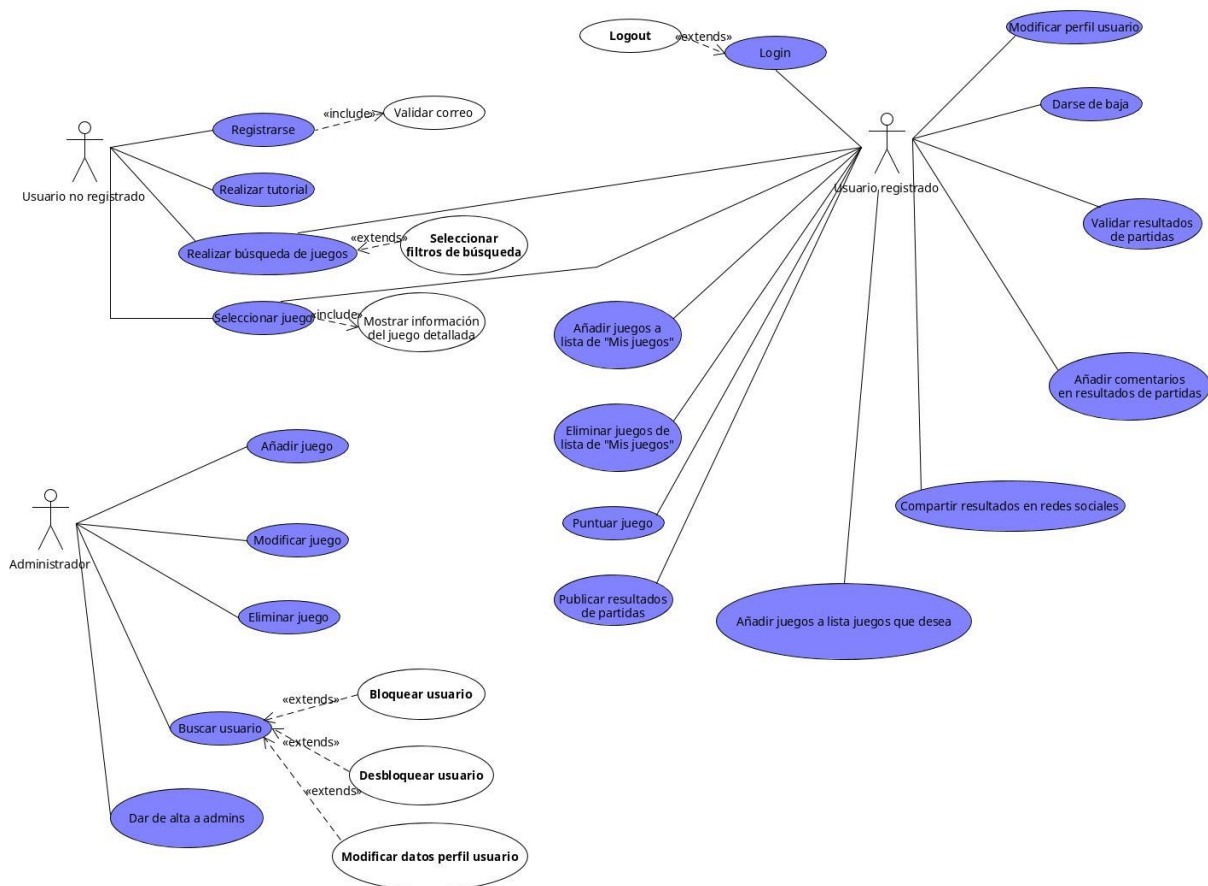 Modificar perfil usuario
Logout
«extends»
Login
Darse de baja
Registrarse
«include»
Validar correo
Usuario no registrado
Usuario registrado
Realizar tutorial
Validar resultados
de partidas
Realizar búsqueda de juegos
«extends»
Seleccionar
filtros de búsqueda
Seleccionar juego
«include»
Mostrar información
del juego detallada
Añadir juegos a
lista de "Mis juegos"
Añadir comentarios
en resultados de partidas
Eliminar juegos de
lista de "Mis juegos"
Añadir juego
Compartir resultados en redes sociales
Puntuar juego
Modificar juego
Administrador
Publicar resultados
de partidas
Eliminar juego
Añadir juegos a lista juegos que desea
«extends»
Bloquear usuario
Buscar usuario
«extends»
Desbloquear usuario
«extends»
Dar de alta a admins
Modificar datos perfil usuario